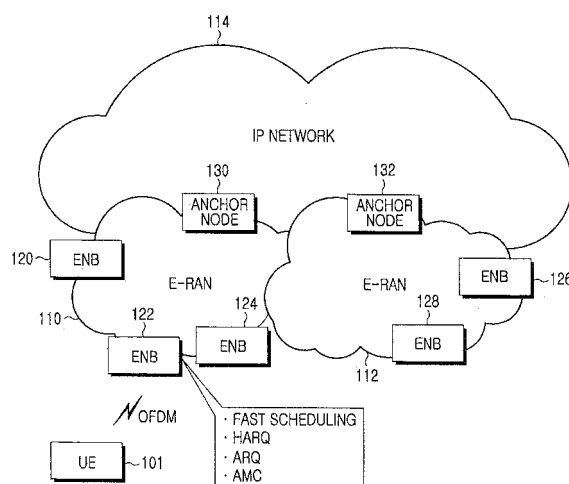 114
IP NETWORK
130
132
ANCHOR
NODE
ANCHOR
NODE
120
ENB
E-RAN
E-RAN
ENB
126
110
122
124
128
ENB
ENB
ENB
112
OFDM
UE
101
· FAST SCHEDULING
· HARQ
· ARQ
· AMC